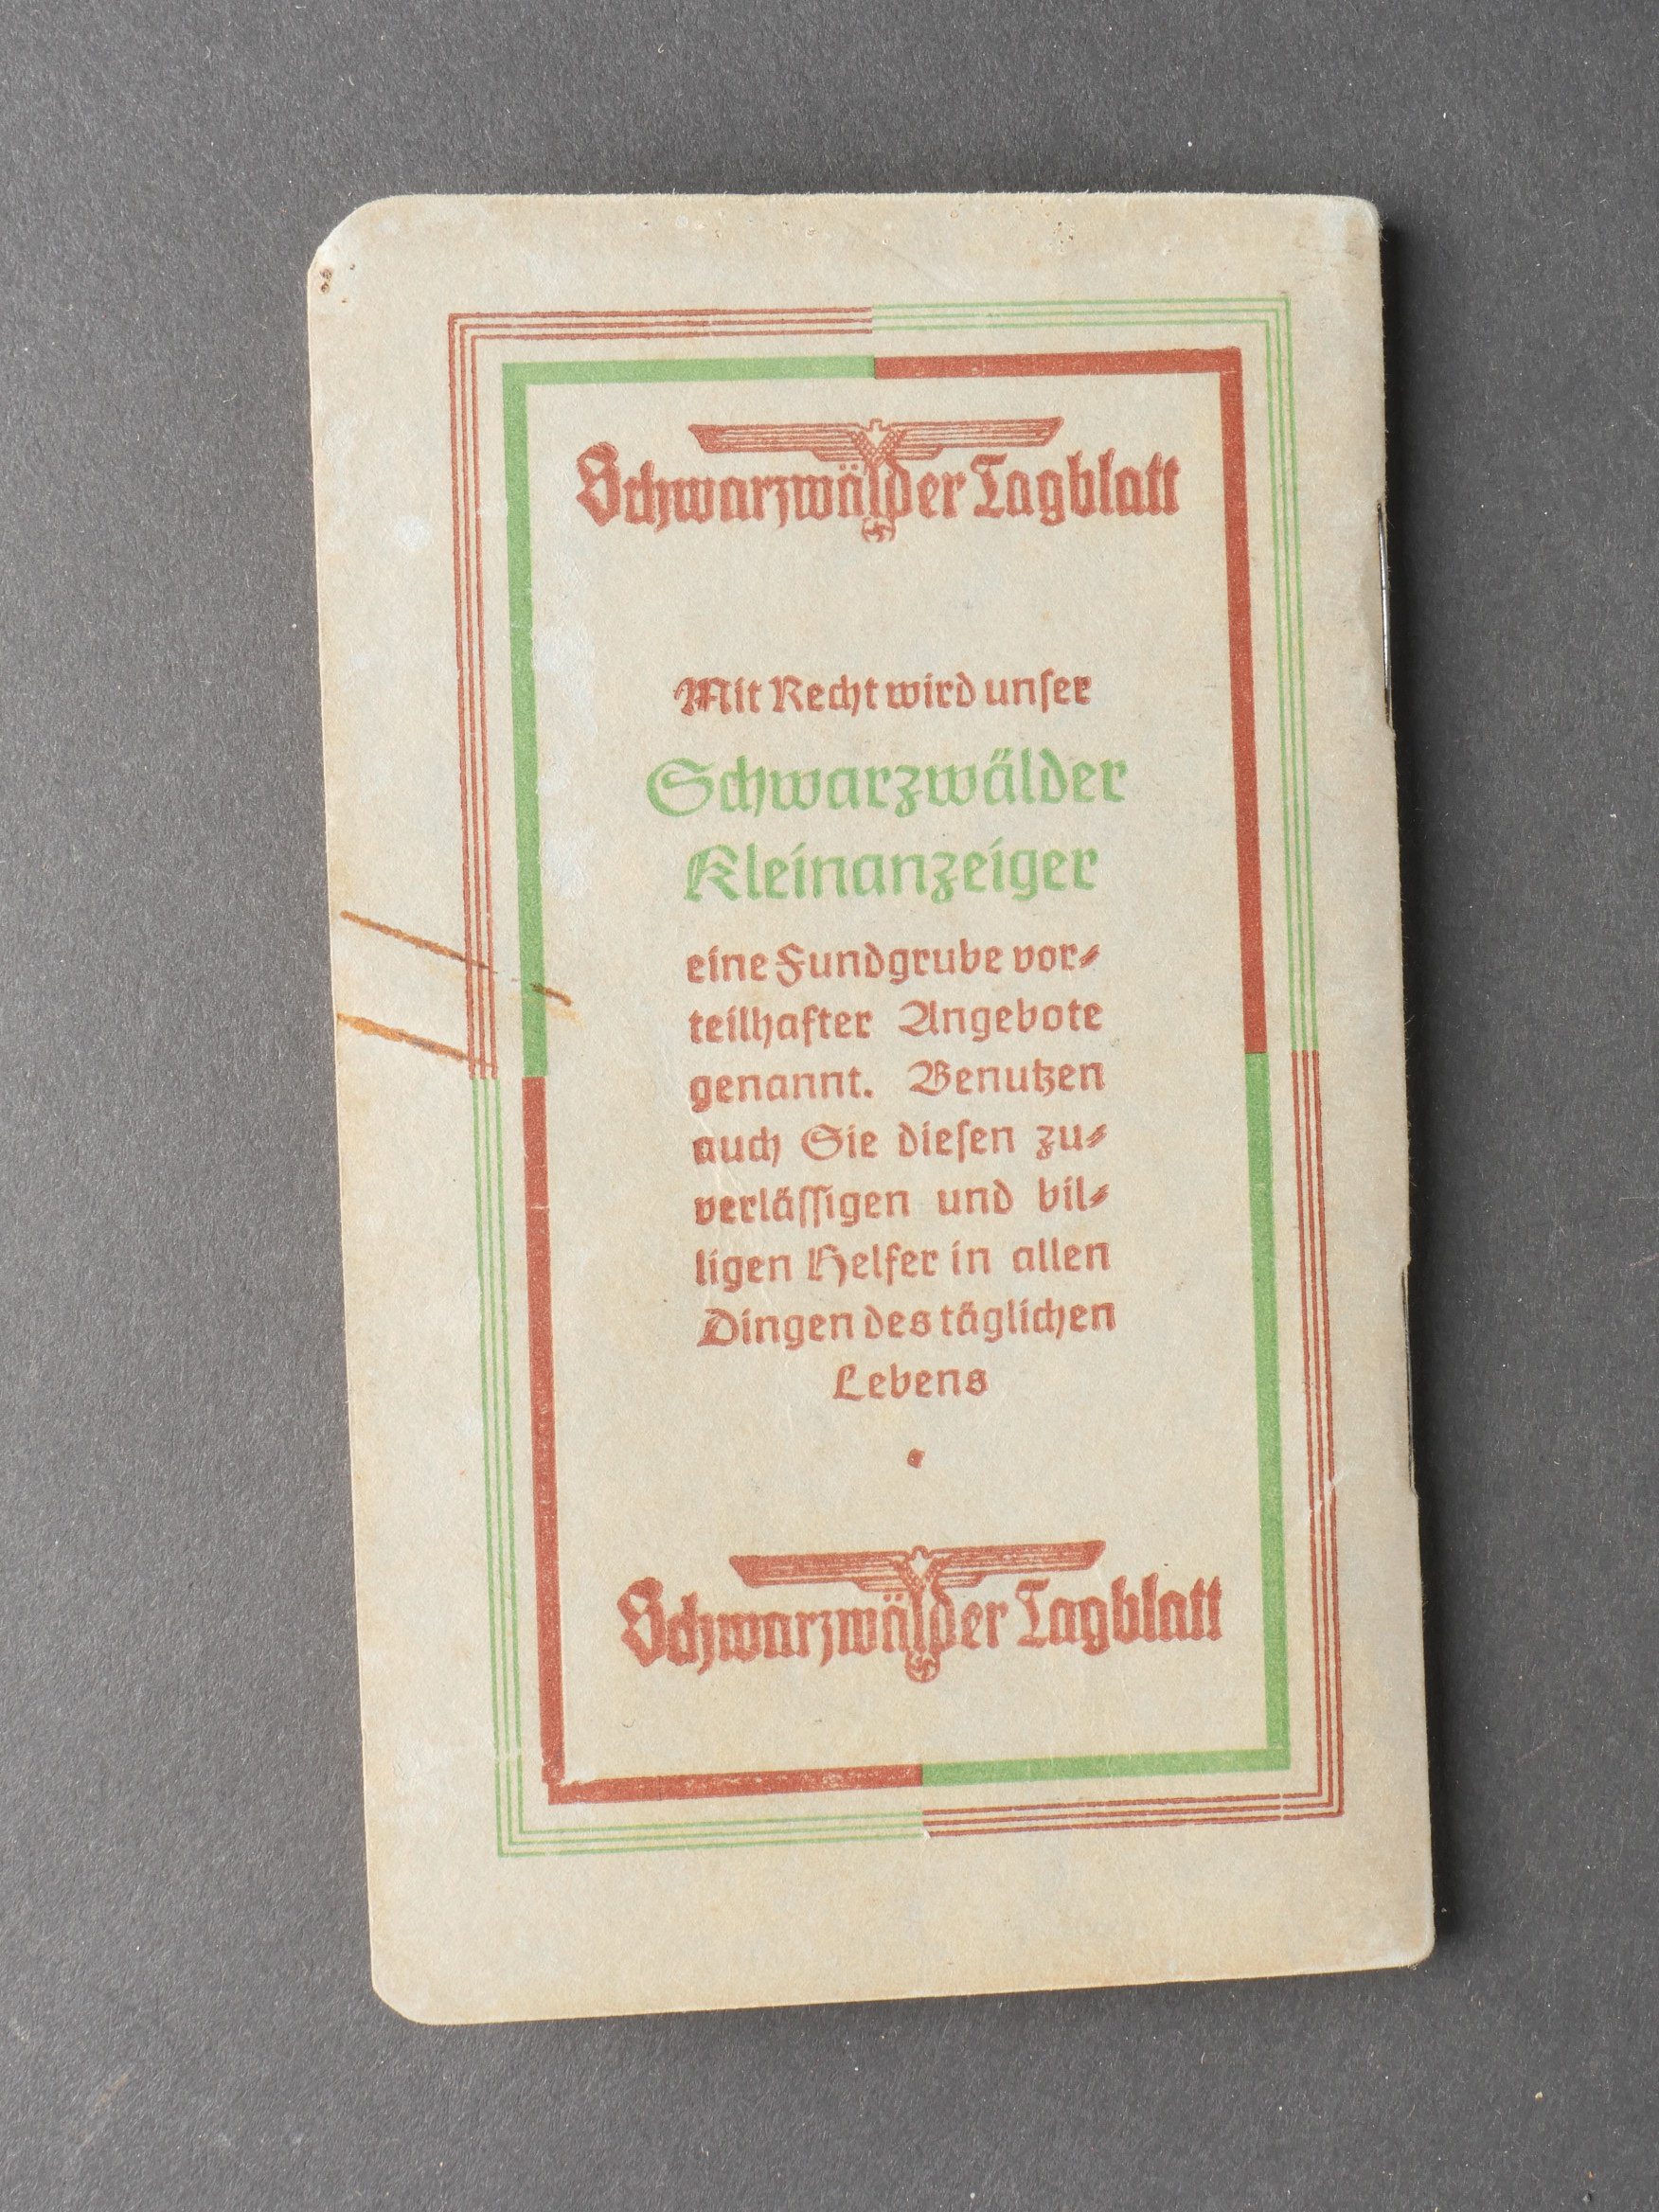 Schwarzwälder Tagblatt
Mit Recht wird unſer
Schwarzwälder
Kleinanzeiger
eine Fundgrube vor⸗
teilhafter Angebote
genannt. Benutzen
auch Sie dieſen zu⸗
verläſſigen und bil⸗
ligen Helfer in allen
Dingen des täglichen
Lebens
Schwarzwälder Tagblatt